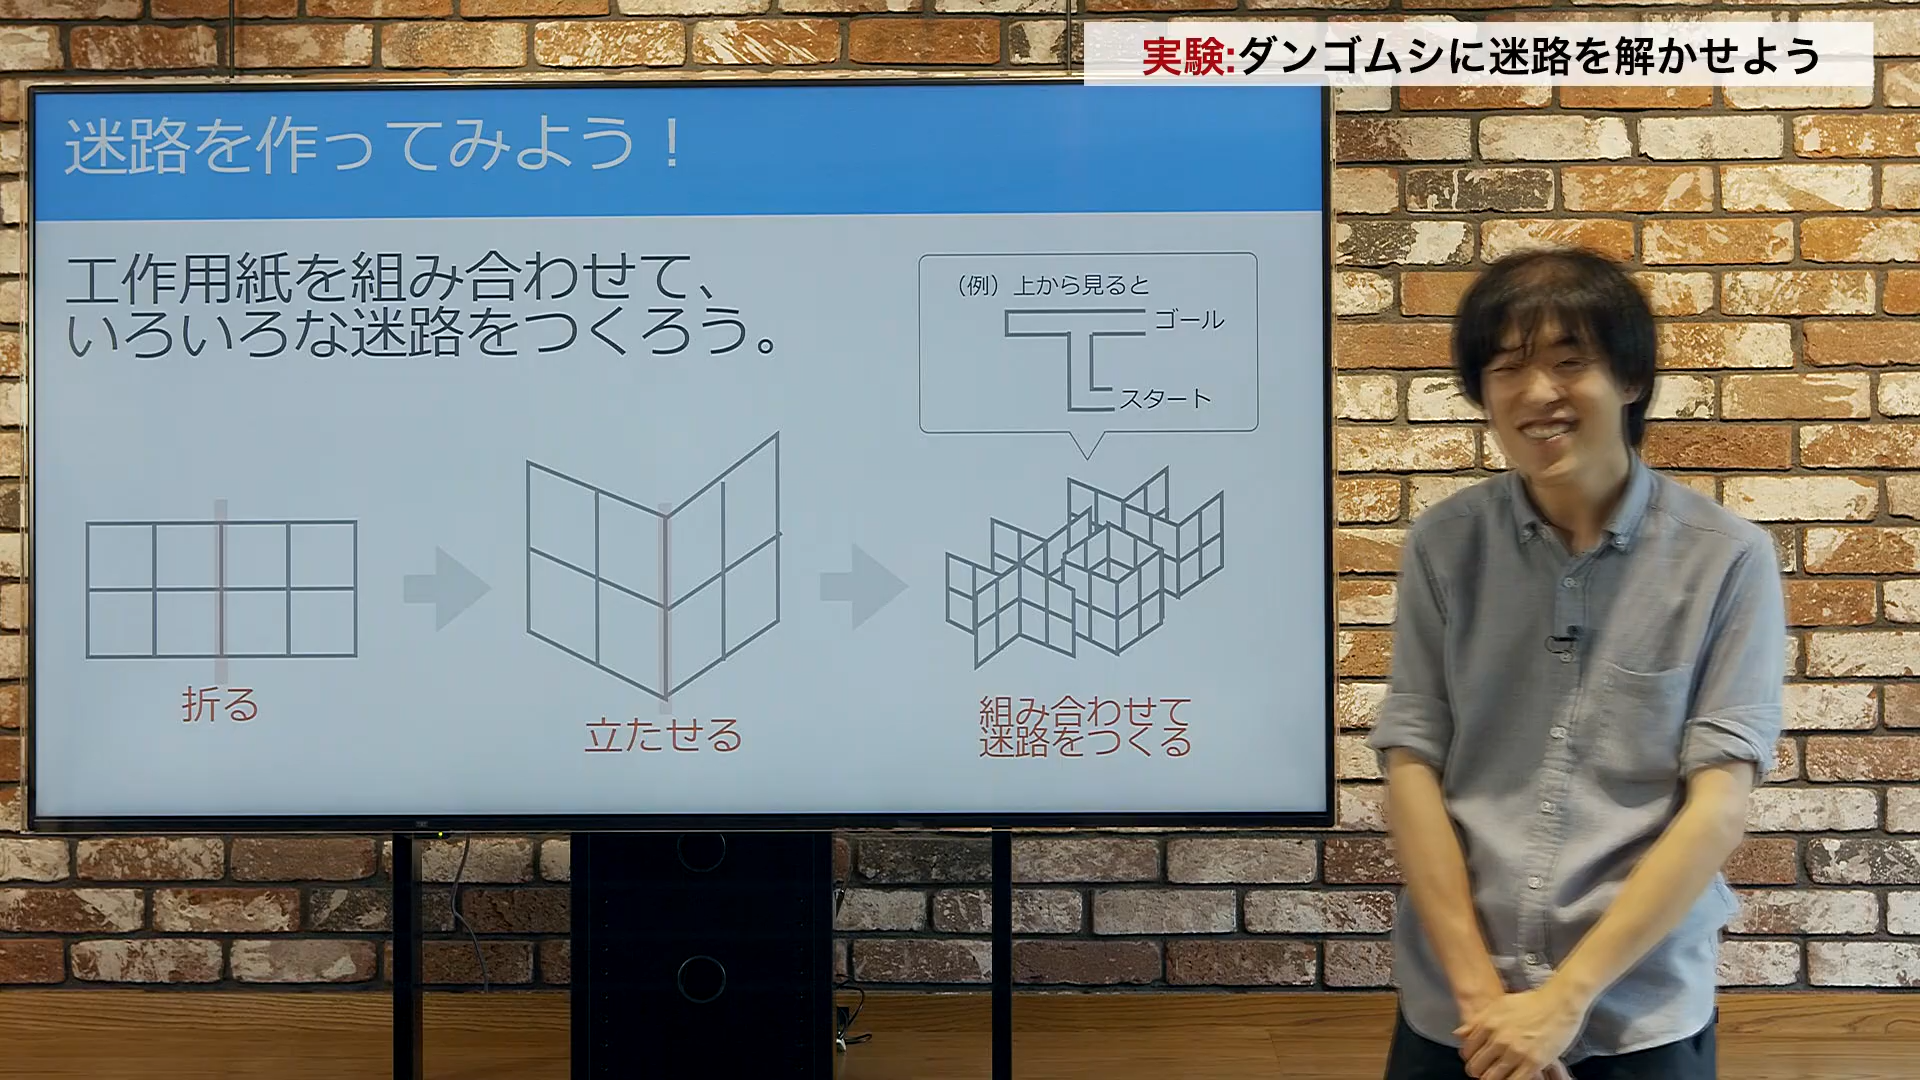 実験:ダンゴムシに迷路を解かせよう
迷路を作ってみよう！
工作用紙を組み合わせて、
いろいろな迷路をつくろう。
（例）上から見ると
ゴール
スタート
折る
立たせる
組み合わせて
迷路をつくる